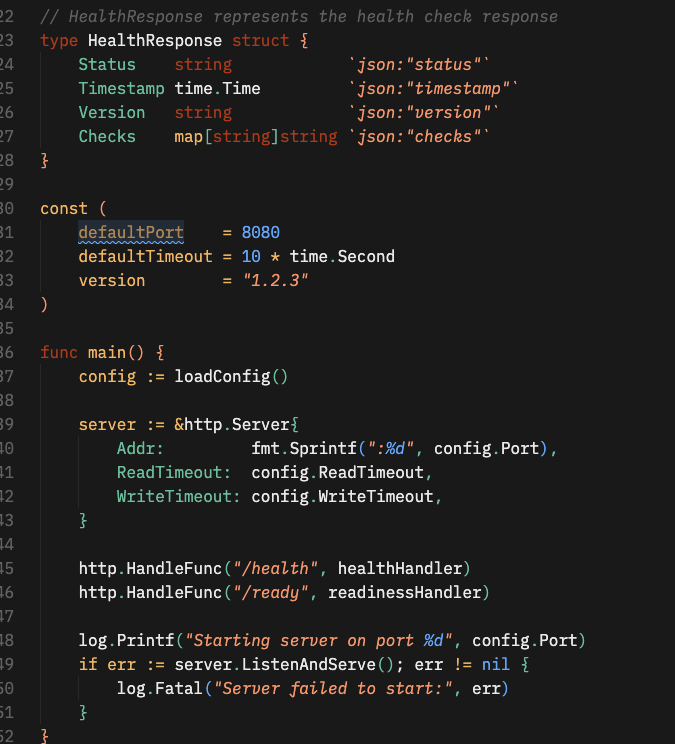 22 // HealthResponse represents the health check response
23 type HealthResponse struct {
24     Status    string            `json:"status"`
25     Timestamp time.Time         `json:"timestamp"`
26     Version   string            `json:"version"`
27     Checks    map[string]string `json:"checks"`
28 }
29
30 const (
31     defaultPort    = 8080
32     defaultTimeout = 10 * time.Second
33     version        = "1.2.3"
34 )
35
36 func main() {
37     config := loadConfig()
38
39     server := &http.Server{
40         Addr:         fmt.Sprintf(":%d", config.Port),
41         ReadTimeout:  config.ReadTimeout,
42         WriteTimeout: config.WriteTimeout,
43     }
44
45     http.HandleFunc("/health", healthHandler)
46     http.HandleFunc("/ready", readinessHandler)
47
48     log.Printf("Starting server on port %d", config.Port)
49     if err := server.ListenAndServe(); err != nil {
50         log.Fatal("Server failed to start:", err)
51     }
52 }